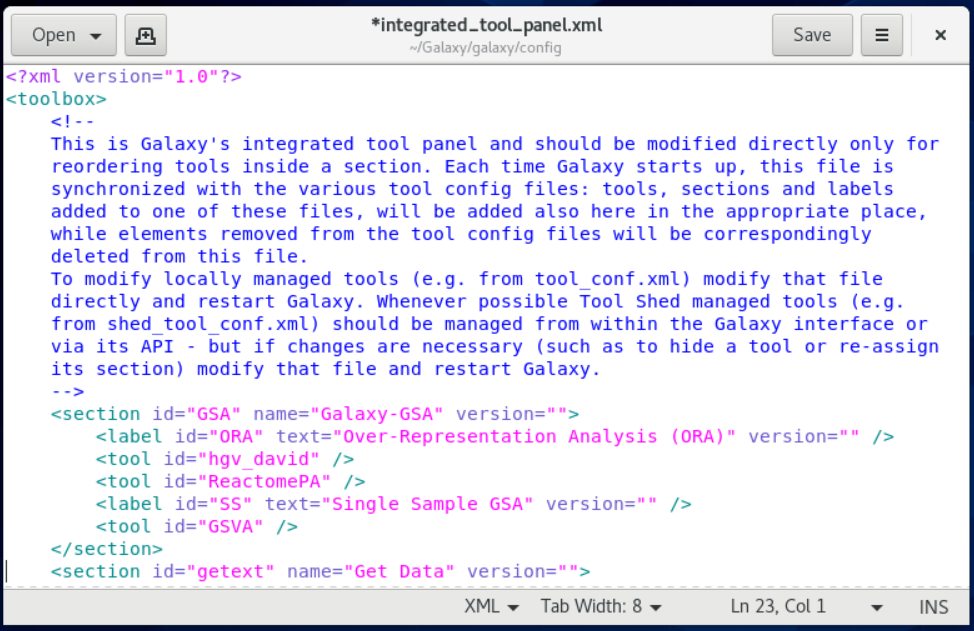 Open
*integrated_tool_panel.xml
~/Galaxy/galaxy/config
Save
<?xml version="1.0"?>
<toolbox>
    <!--
    This is Galaxy's integrated tool panel and should be modified directly only for
    reordering tools inside a section. Each time Galaxy starts up, this file is
    synchronized with the various tool config files: tools, sections and labels
    added to one of these files, will be added also here in the appropriate place,
    while elements removed from the tool config files will be correspondingly
    deleted from this file.
    To modify locally managed tools (e.g. from tool_conf.xml) modify that file
    directly and restart Galaxy. Whenever possible Tool Shed managed tools (e.g.
    from shed_tool_conf.xml) should be managed from within the Galaxy interface or
    via its API - but if changes are necessary (such as to hide a tool or re-assign
    its section) modify that file and restart Galaxy.
    -->
    <section id="GSA" name="Galaxy-GSA" version="">
        <label id="ORA" text="Over-Representation Analysis (ORA)" version="" />
        <tool id="hgv_david" />
        <tool id="ReactomePA" />
        <label id="SS" text="Single Sample GSA" version="" />
        <tool id="GSVA" />
    </section>
    <section id="getext" name="Get Data" version="">
XML
Tab Width: 8
Ln 23, Col 1
INS